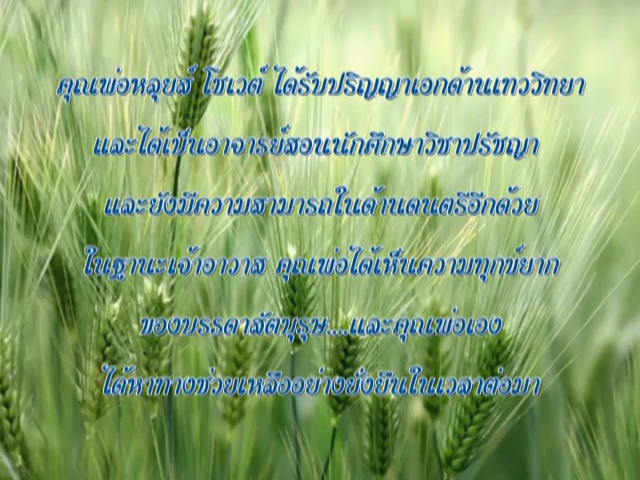 คุณพ่อหลุยส์ โชเวต์ ได้รับปริญญาเอกด้านเทววิทยา
และได้เป็นอาจารย์สอนนักศึกษาวิชาปรัชญา
และยังมีความสามารถในด้านดนตรีอีกด้วย
ในฐานะเจ้าอาวาส คุณพ่อได้เห็นความทุกข์ยาก
ของบรรดาสัตบุรุษ....และคุณพ่อเอง
ได้หาทางช่วยเหลืออย่างยั่งยืนในเวลาต่อมา